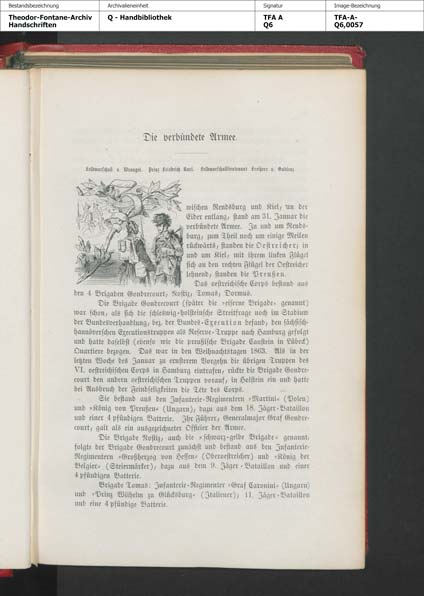 Bestandsbezeichnung
Theodor-Fontane-Archiv
Handschriften
Archivalieneinheit
Q - Handbibliothek
Signatur
TFA A
Q6
Image-Bezeichnung
TFA-A-
Q6,0057
Die verbündete Armee.
Feldmarschall v. Wrangel. Prinz Friedrich Karl. Feldmarschalllieutenant Freiherr v. Gablenz
wischen Rendsburg und Kiel, an der
Eider entlang, stand am 31. Januar die
verbündete Armee. In und um Rends-
burg, zum Theil noch um einige Meilen
rückwärts, standen die Oestreicher; in
und um Kiel, mit ihrem linken Flügel
sich an den rechten Flügel der Oestreicher
lehnend, standen die Preußen.
Das oestreichische Corps bestand aus
den 4 Brigaden Gondrecourt; Nostiz; Tomas; Dormus.
Die Brigade Gondrecourt (später die »eiserne Brigade« genannt)
war schon, als sich die schleswig-holsteinsche Streitfrage noch im Stadium
der Bundesverhandlung, bez. der Bundes-Execution befand, den sächsisch-
hannöverschen Executionstruppen als Reserve-Truppe nach Hamburg gefolgt
und hatte daselbst (ebenso wie die preußische Brigade Canstein in Lübeck)
Quartiere bezogen. Das war in den Weihnachtstagen 1863. Als in der
letzten Woche des Januar zu ernsterem Vorgehn die übrigen Truppen des
VI. oestreichischen Corps in Hamburg eintrafen, rückte die Brigade Gondre-
court den andern oestreichischen Truppen vorauf, in Holstein ein und hatte
bei Ausbruch der Feindseligkeiten die Tête des Corps.
Sie bestand aus den Infanterie-Regimentern »Martini« (Polen)
und »König von Preußen« (Ungarn); dazu aus dem 18. Jäger-Bataillon
und einer 4 pfündigen Batterie. Ihr Führer, Generalmajor Graf Gondre-
court, galt als ein ausgezeichneter Officier der Armee.
Die Brigade Nostiz, auch die »schwarz-gelbe Brigade« genannt,
folgte der Brigade Gondrecourt zunächst und bestand aus den Infanterie-
Regimentern »Großherzog von Hessen« (Oberoestreicher) und »König der
Belgier« (Steiermärker); dazu aus dem 9. Jäger-Bataillon und einer
4 pfündigen Batterie.
Brigade Tomas: Infanterie-Regimenter »Graf Coronini« (Ungarn)
und »Prinz Wilhelm zu Glücksburg« (Italiener); 11. Jäger-Bataillon
und eine 4 pfündige Batterie.